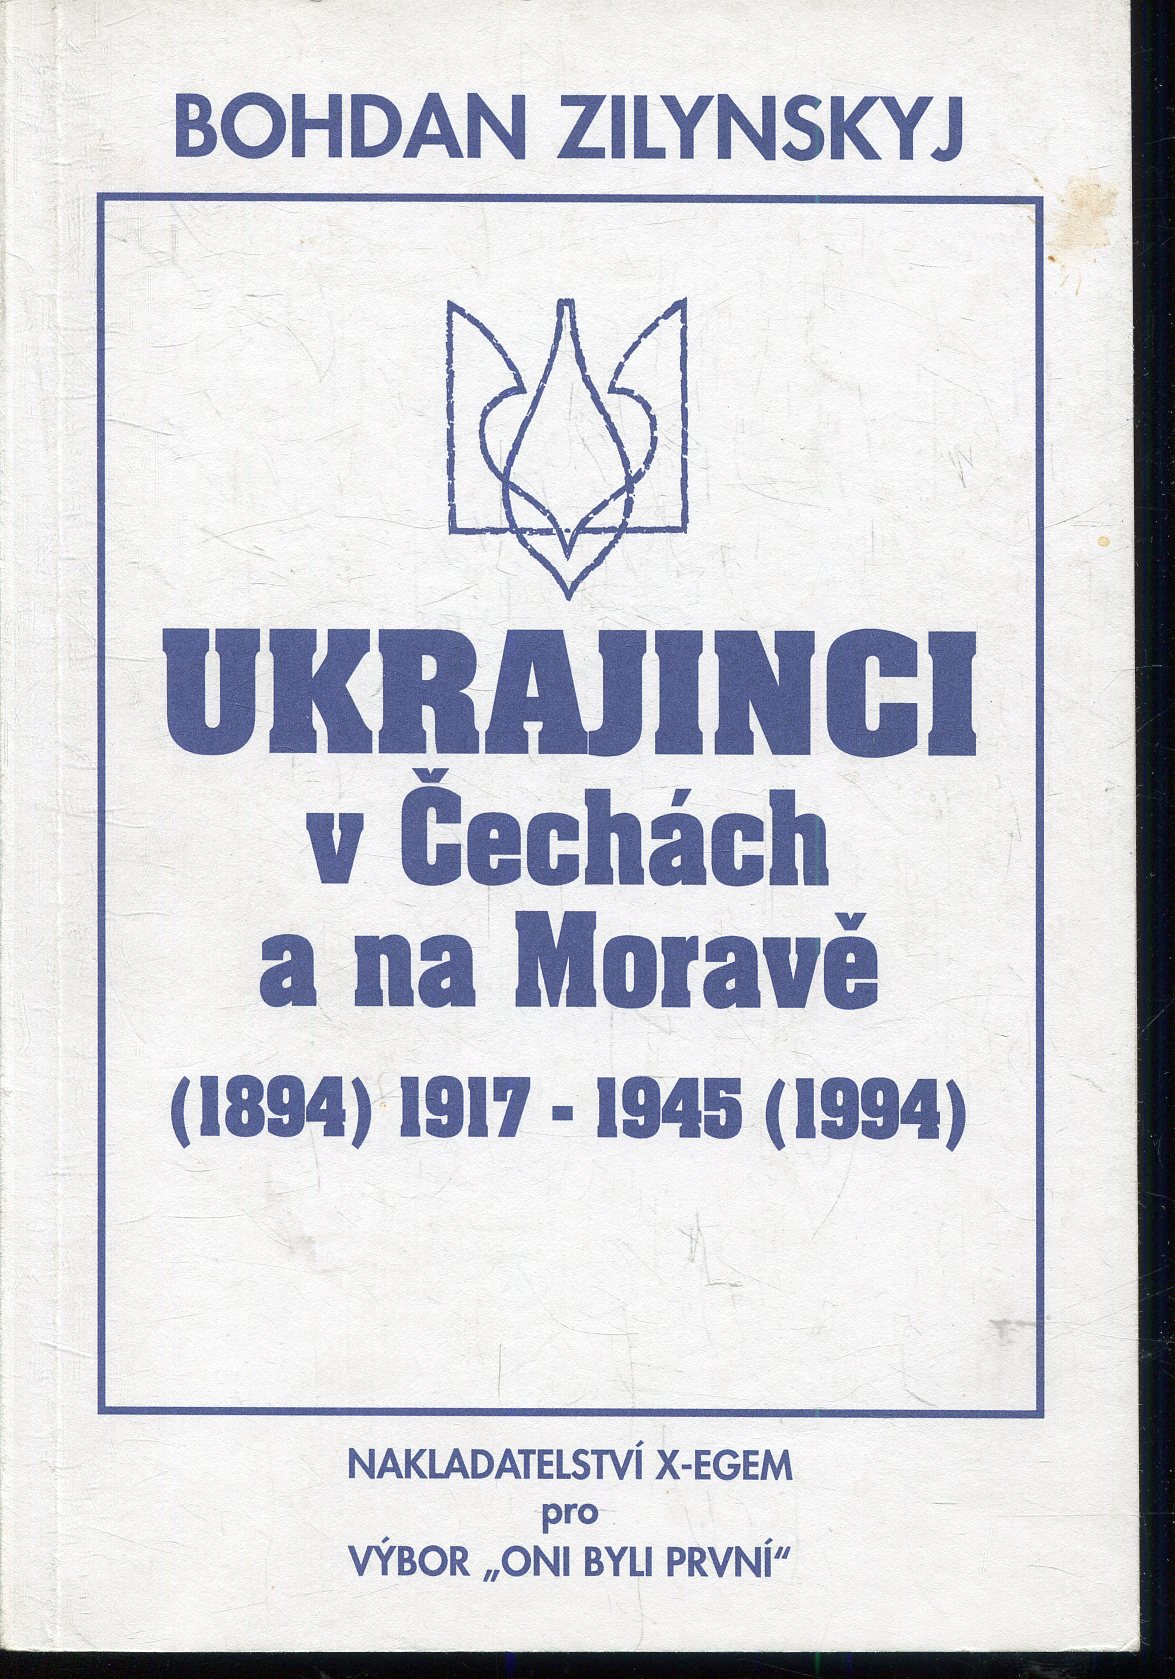 BOHDAN ZILYNSKYJ
UKRAJINCI
v Čechách
a na Moravě
(1894) 1917 - 1945 (1994)
NAKLADATELSTVÍ X-EGEM
pro
VÝBOR „ONI BYLI PRVNÍ“